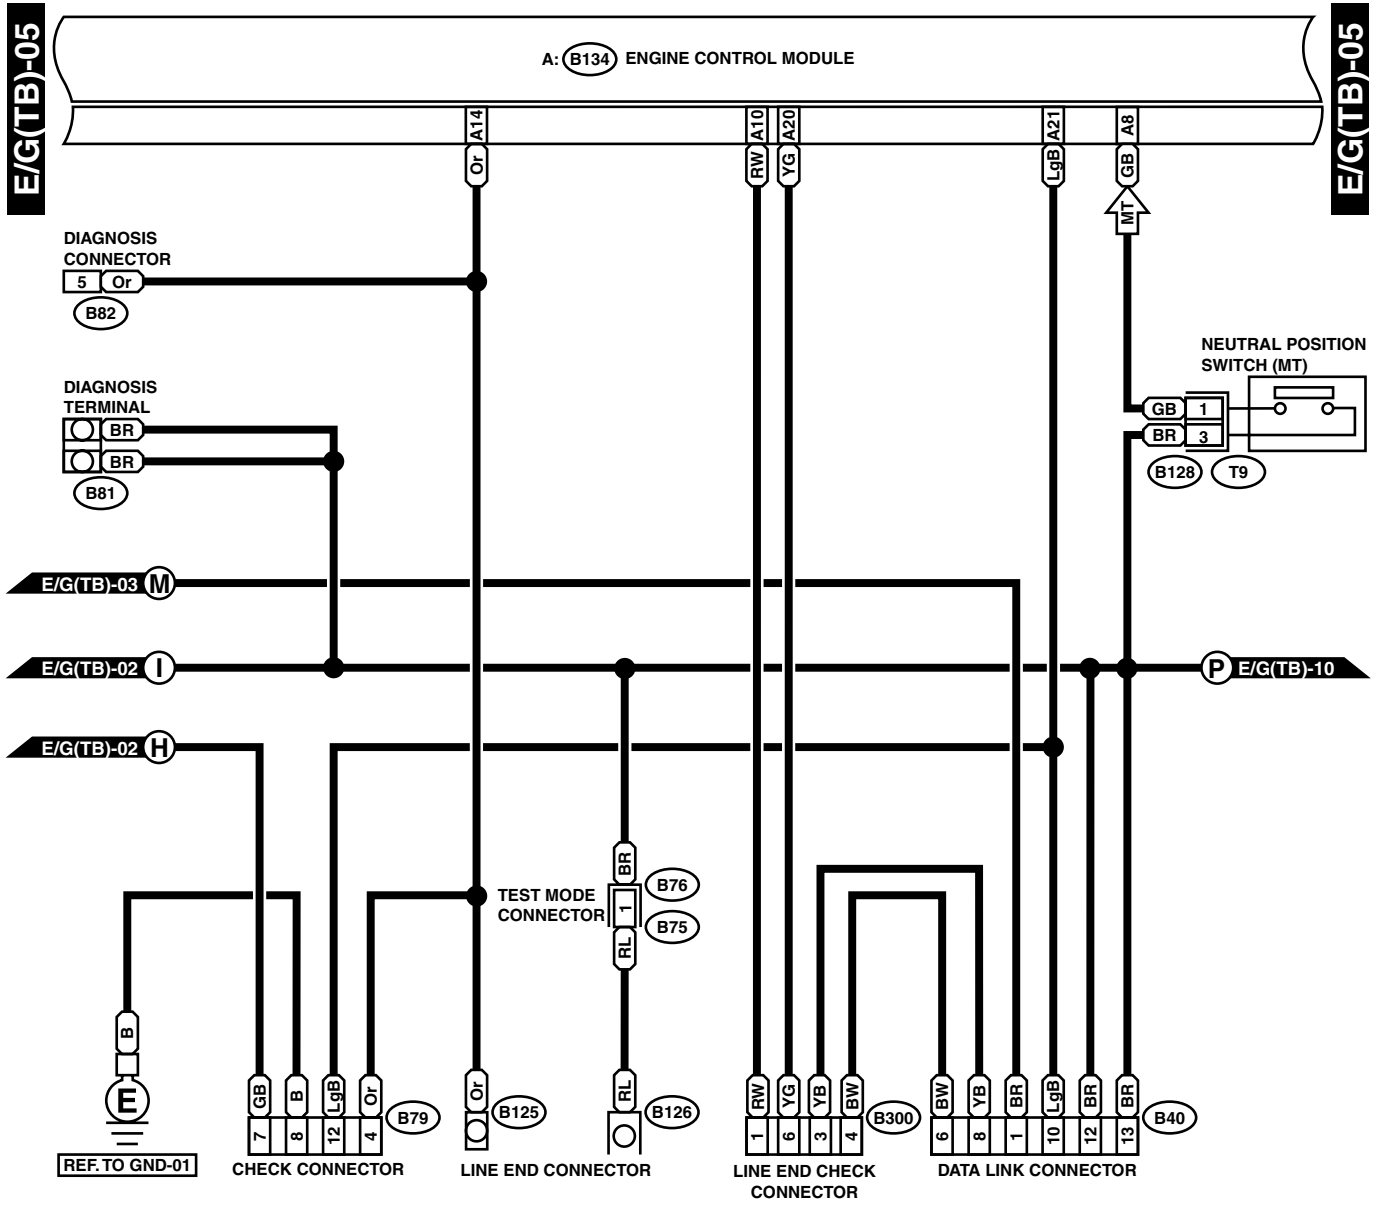 E/G(TB)-05
E/G(TB)-05
A: B134 ENGINE CONTROL MODULE
A14
A10
A20
A21
A8
Or
RW
YG
LgB
GB
MT
DIAGNOSIS
CONNECTOR
5 Or
B82
NEUTRAL POSITION
SWITCH (MT)
GB 1
BR 3
B128 T9
DIAGNOSIS
TERMINAL
BR
BR
B81
E/G(TB)-03 M
E/G(TB)-02 I
P E/G(TB)-10
E/G(TB)-02 H
BR
B76
TEST MODE
CONNECTOR
1
B75
RL
B
E
REF. TO GND-01
GB B LgB Or
7 8 12 4
B79
CHECK CONNECTOR
Or
B125
RL
B126
LINE END CONNECTOR
RW YG YB BW
1 6 3 4
B300
LINE END CHECK
CONNECTOR
BW YB BR LgB BR BR
6 8 1 10 12 13
B40
DATA LINK CONNECTOR